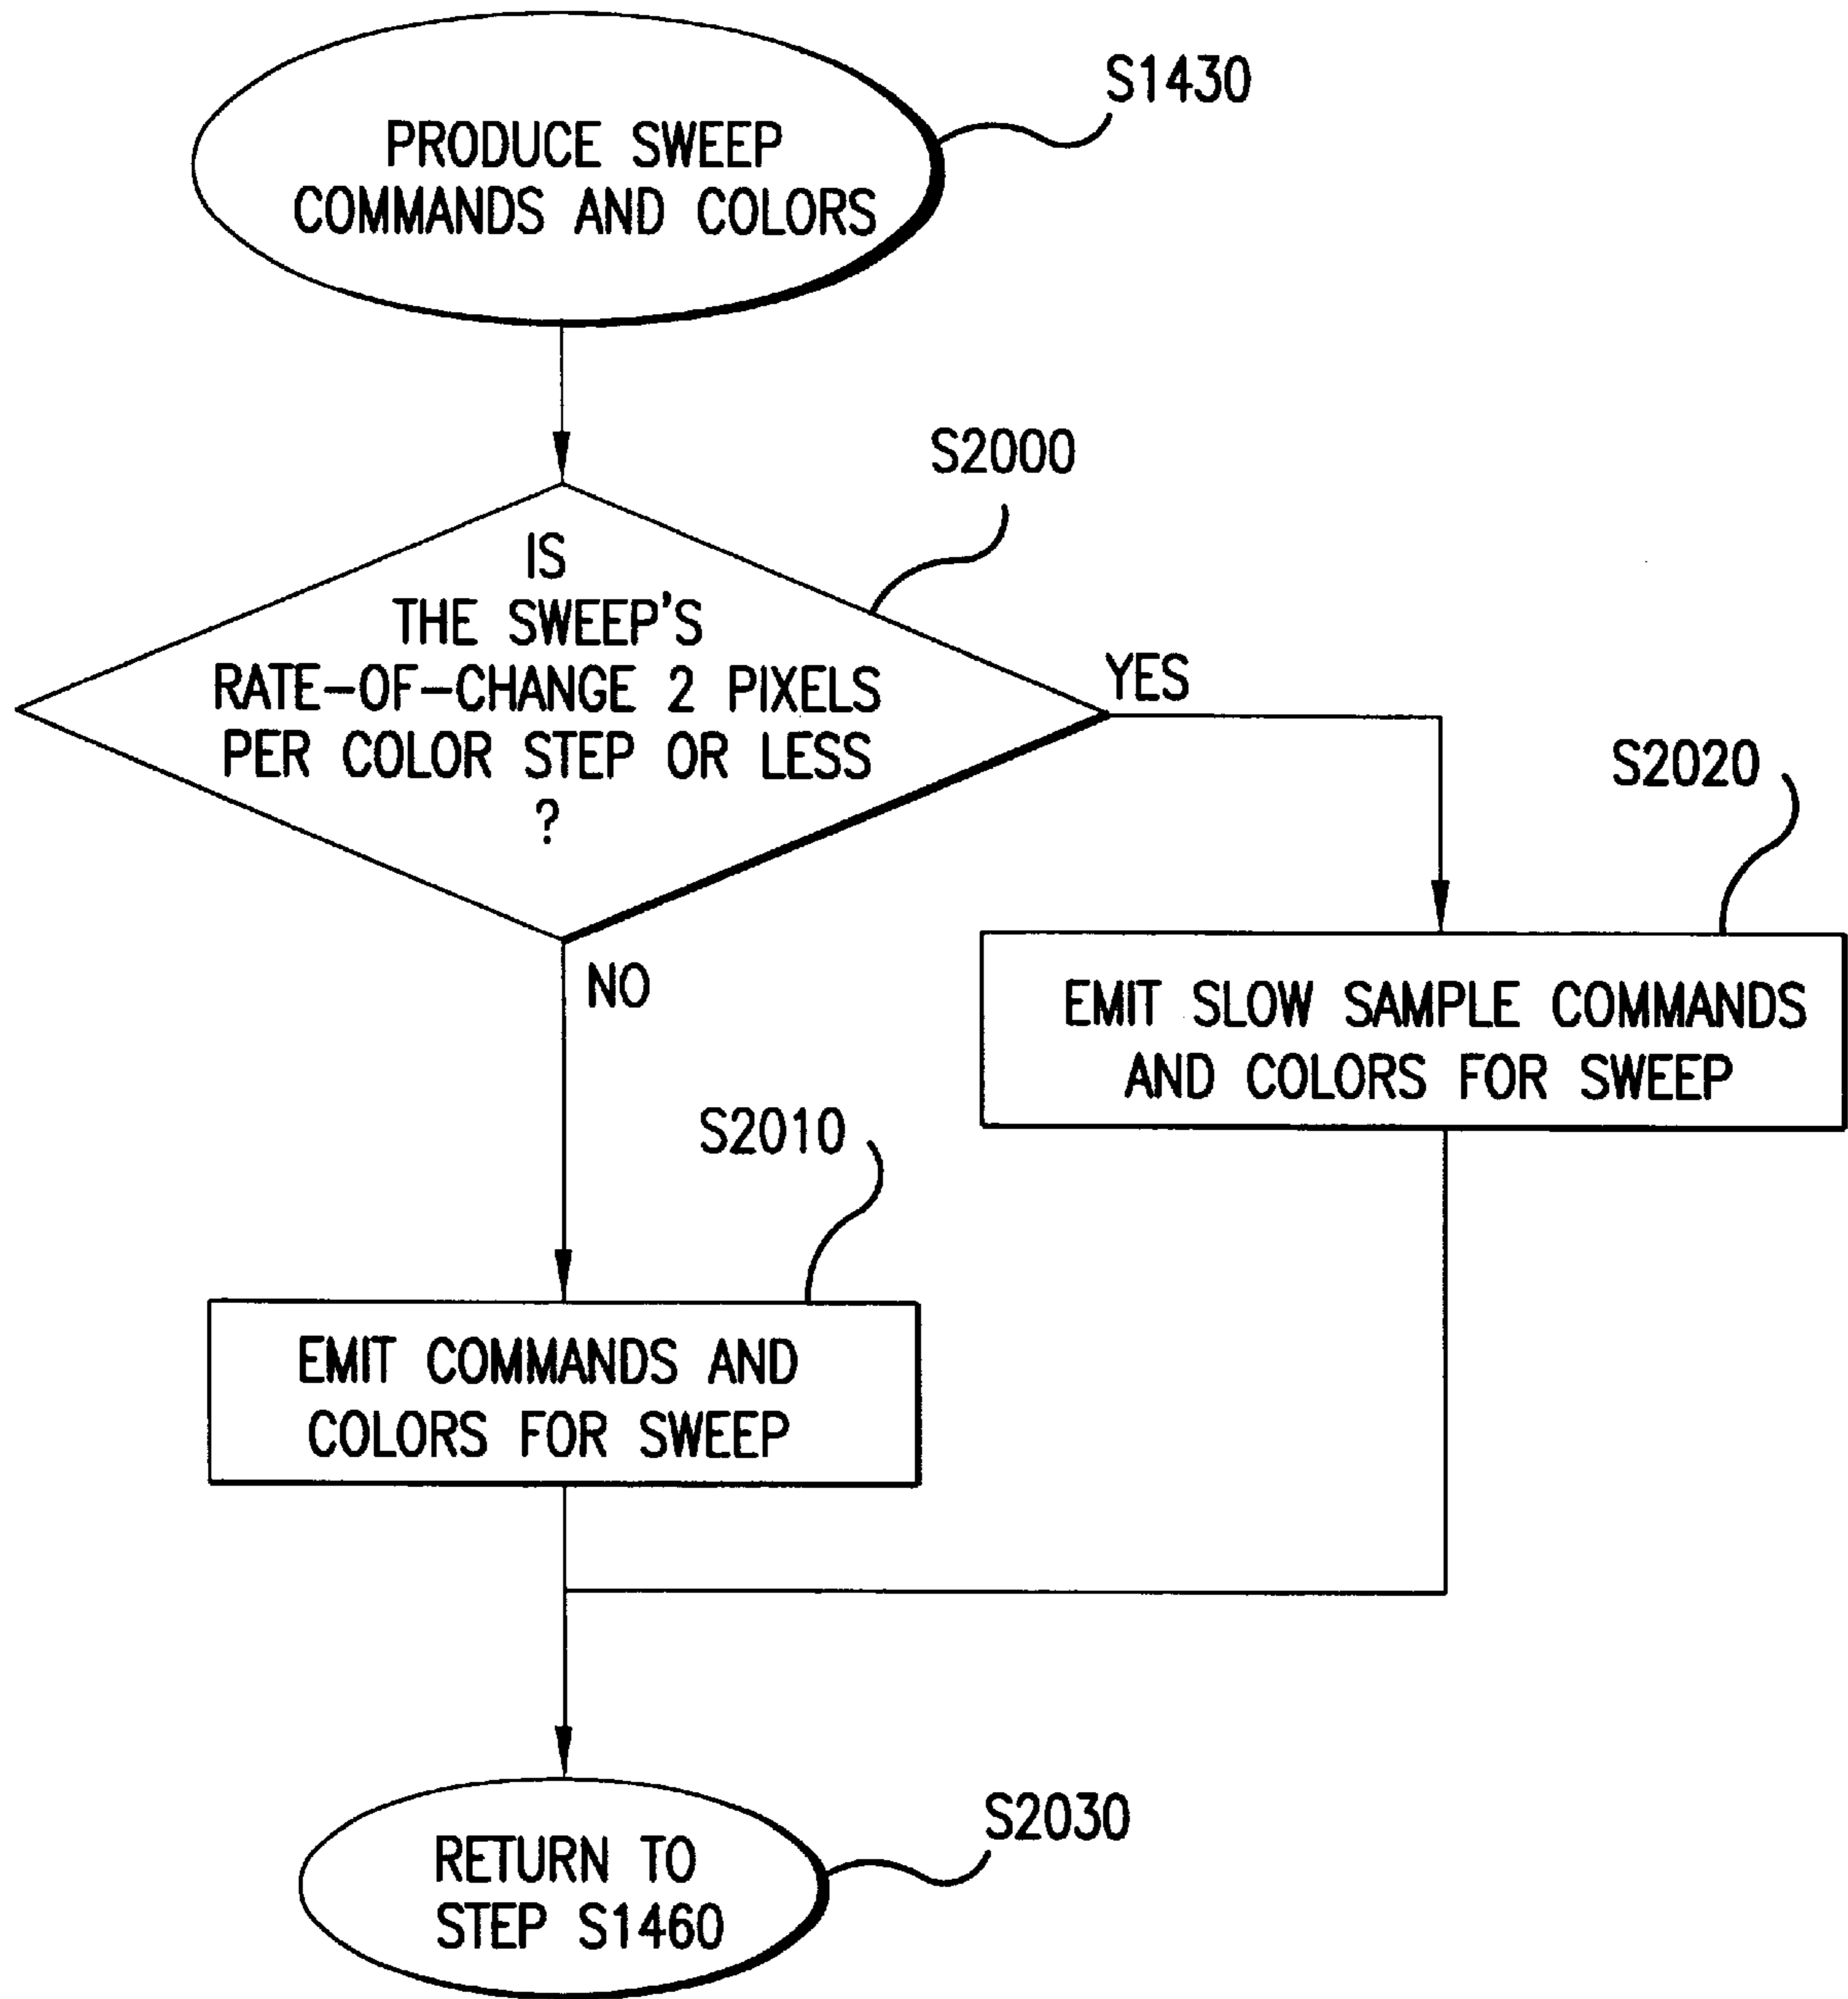 S1430
PRODUCE SWEEP
COMMANDS AND COLORS
S2000
IS
THE SWEEP'S
RATE-OF-CHANGE 2 PIXELS
PER COLOR STEP OR LESS
?
YES
S2020
NO
EMIT SLOW SAMPLE COMMANDS
AND COLORS FOR SWEEP
S2010
EMIT COMMANDS AND
COLORS FOR SWEEP
S2030
RETURN TO
STEP S1460